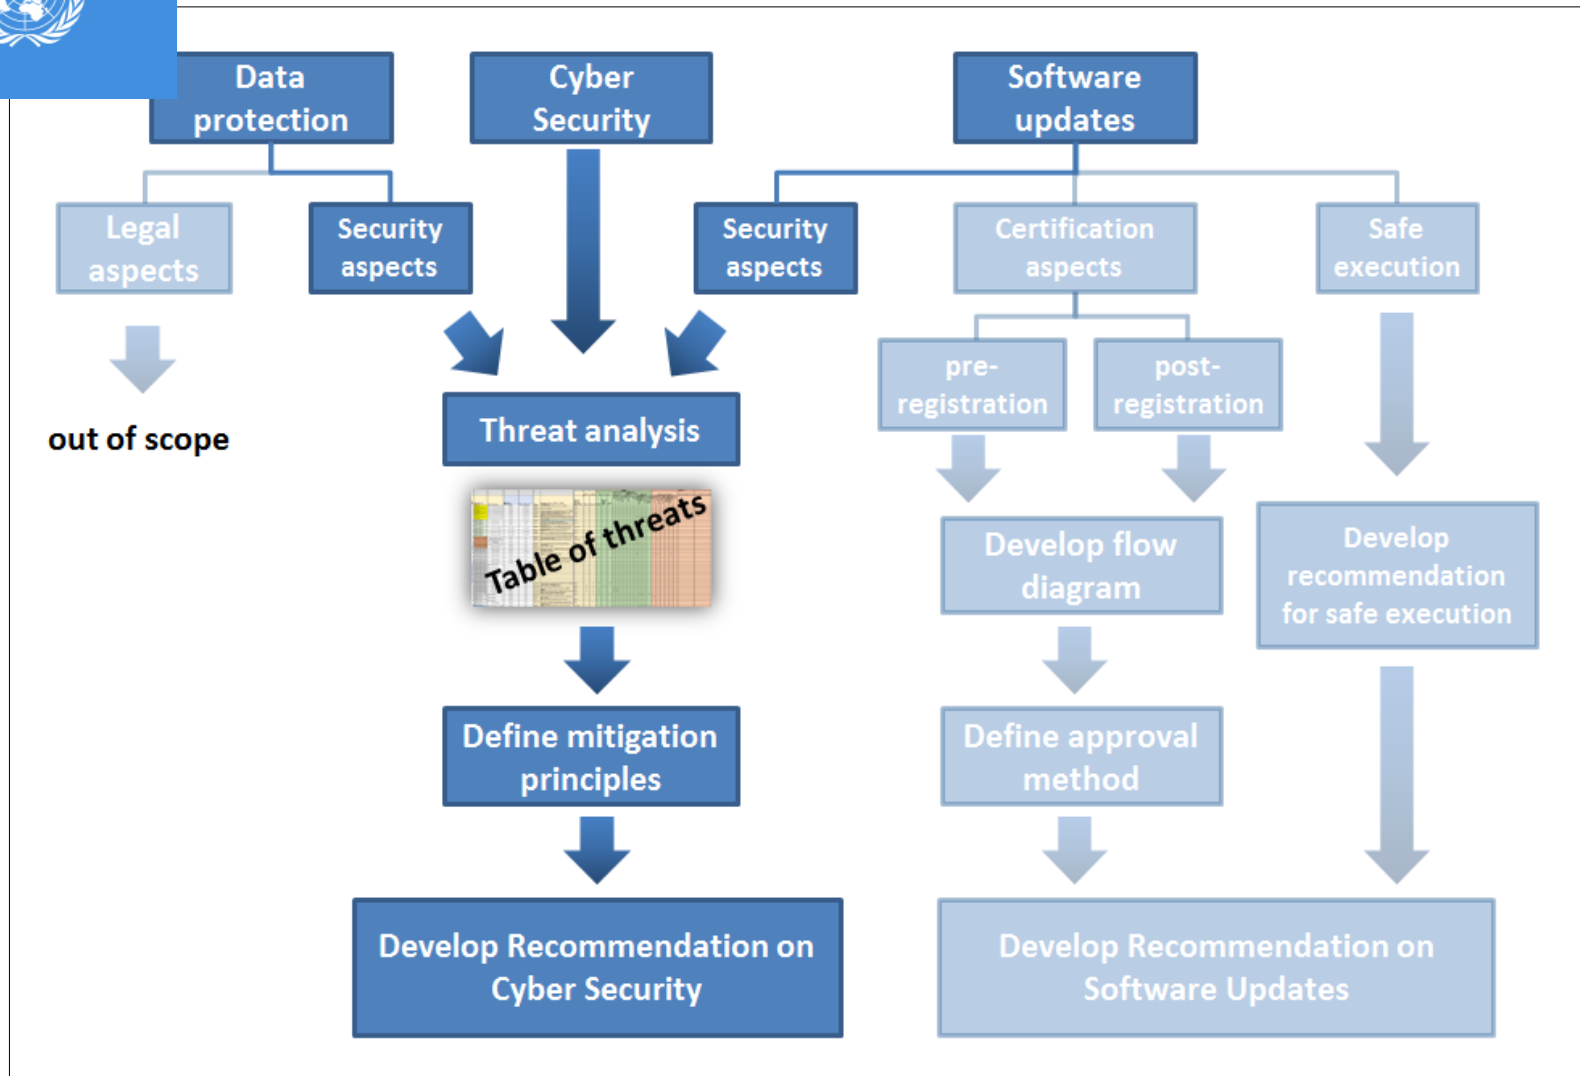 Data
protection
Cyber
Security
Software
updates
Legal
aspects
Security
aspects
Security
aspects
Certification
aspects
Safe
execution
pre-
registration
post-
registration
out of scope
Threat analysis
Table of threats
Develop flow
diagram
Develop
recommendation
for safe execution
Define mitigation
principles
Define approval
method
Develop Recommendation on
Cyber Security
Develop Recommendation on
Software Updates